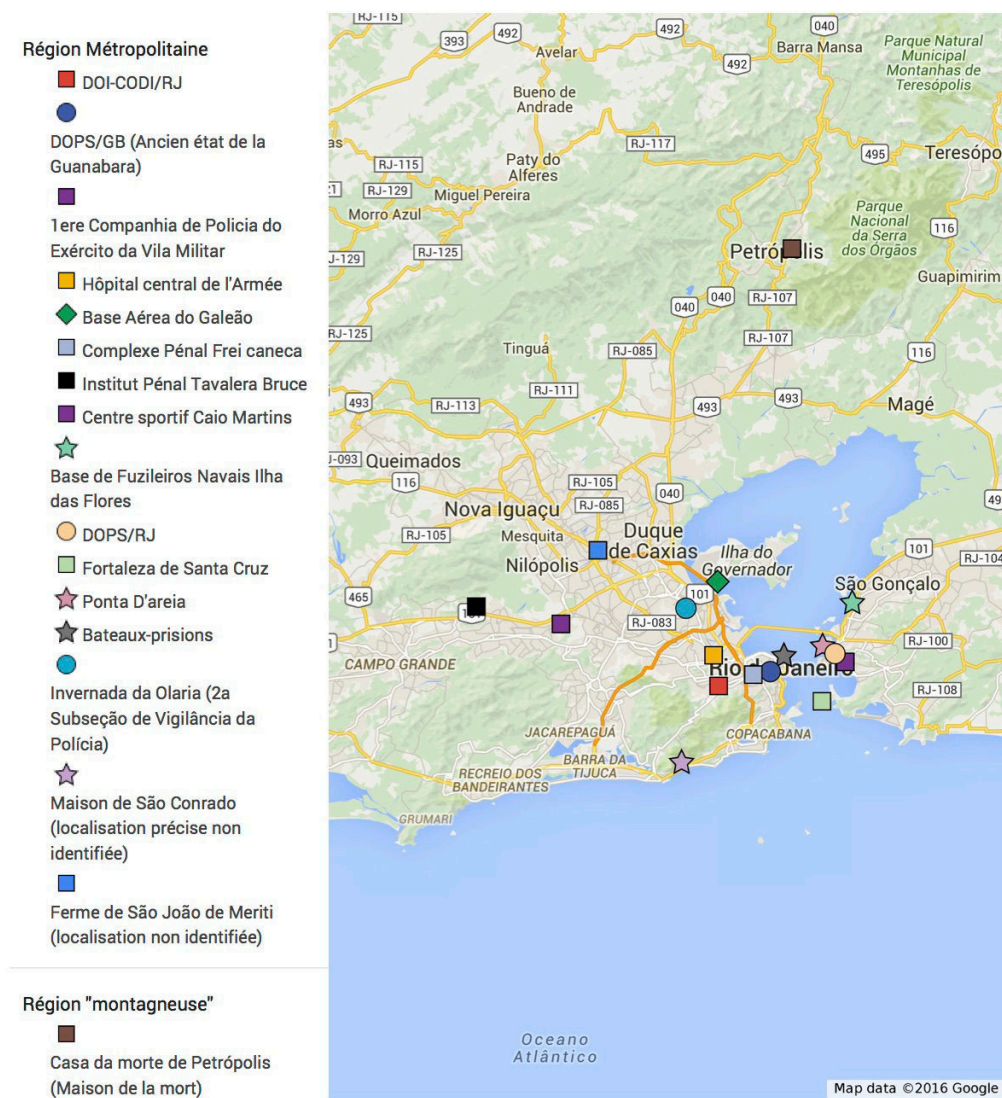 Région Métropolitaine
DOI-CODI/RJ
DOPS/GB (Ancien état de la
Guanabara)
1ere Companhia de Policia do
Exército da Vila Militar
Hôpital central de l'Armée
Base Aérea do Galeão
Complexe Pénal Frei caneca
Institut Pénal Tavalera Bruce
Centre sportif Caio Martins
Base de Fuzileiros Navais Ilha
das Flores
DOPS/RJ
Fortaleza de Santa Cruz
Ponta D'areia
Bateaux-prisions
Invernada da Olaria (2a
Subseção de Vigilância da
Polícia)
Maison de São Conrado
(localisation précise non
identifiée)
Ferme de São João de Meriti
(localisation non identifiée)
Région "montagneuse"
Casa da morte de Petrópolis
(Maison de la mort)
RJ-115
393
492
Avelar
492
492
040
Barra Mansa
Parque Natural
Municipal
Montanhas de
Teresópolis
Bueno de
Andrade
RJ-117
RJ-115
Paty do
Alferes
495
Teresópo
RJ-129
Miguel Pereira
Morro Azul
Parque
Nacional
da Serra
dos Órgãos
116
RJ-129
RJ-125
Petrópolis
Guapimirim
040
040
RJ-107
040
RJ-107
RJ-125
Tinguá
RJ-085
116
RJ-111
493
RJ-113
493
493
Magé
RJ-093
Queimados
116
RJ-105
040
RJ-085
Nova Iguaçu
Duque
de Caxias
RJ-105
Mesquita
Nilópolis
Ilha do
Governador
101
RJ-104
São Gonçalo
465
101
101
RJ-083
RJ-100
CAMPO GRANDE
Rio de Janeiro
RJ-108
JACAREPAGUÁ
COPACABANA
BARRA DA
TIJUCA
RECREIO DOS
BANDEIRANTES
GRUMARI
Oceano
Atlântico
Map data ©2016 Google